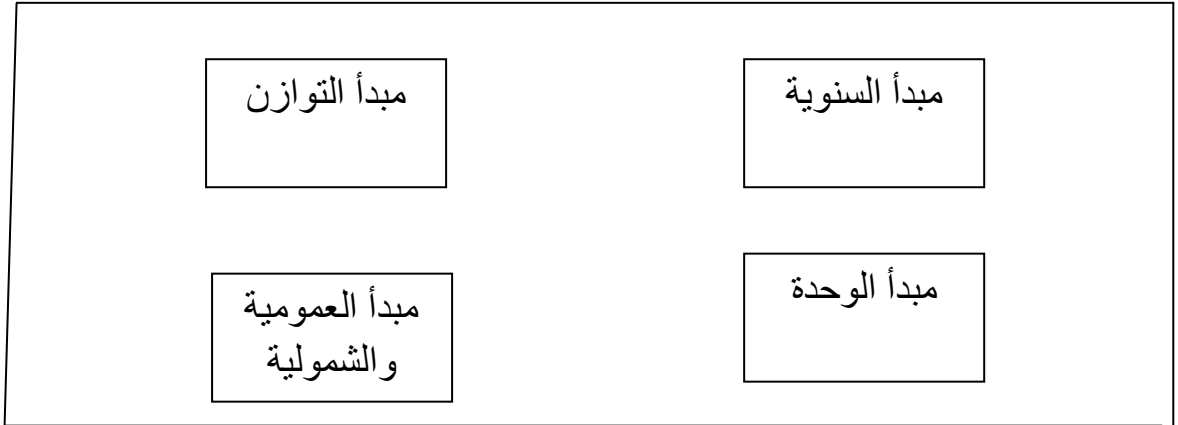 مبدأ السنوية
مبدأ التوازن
مبدأ الوحدة
مبدأ العمومية
والشمولية